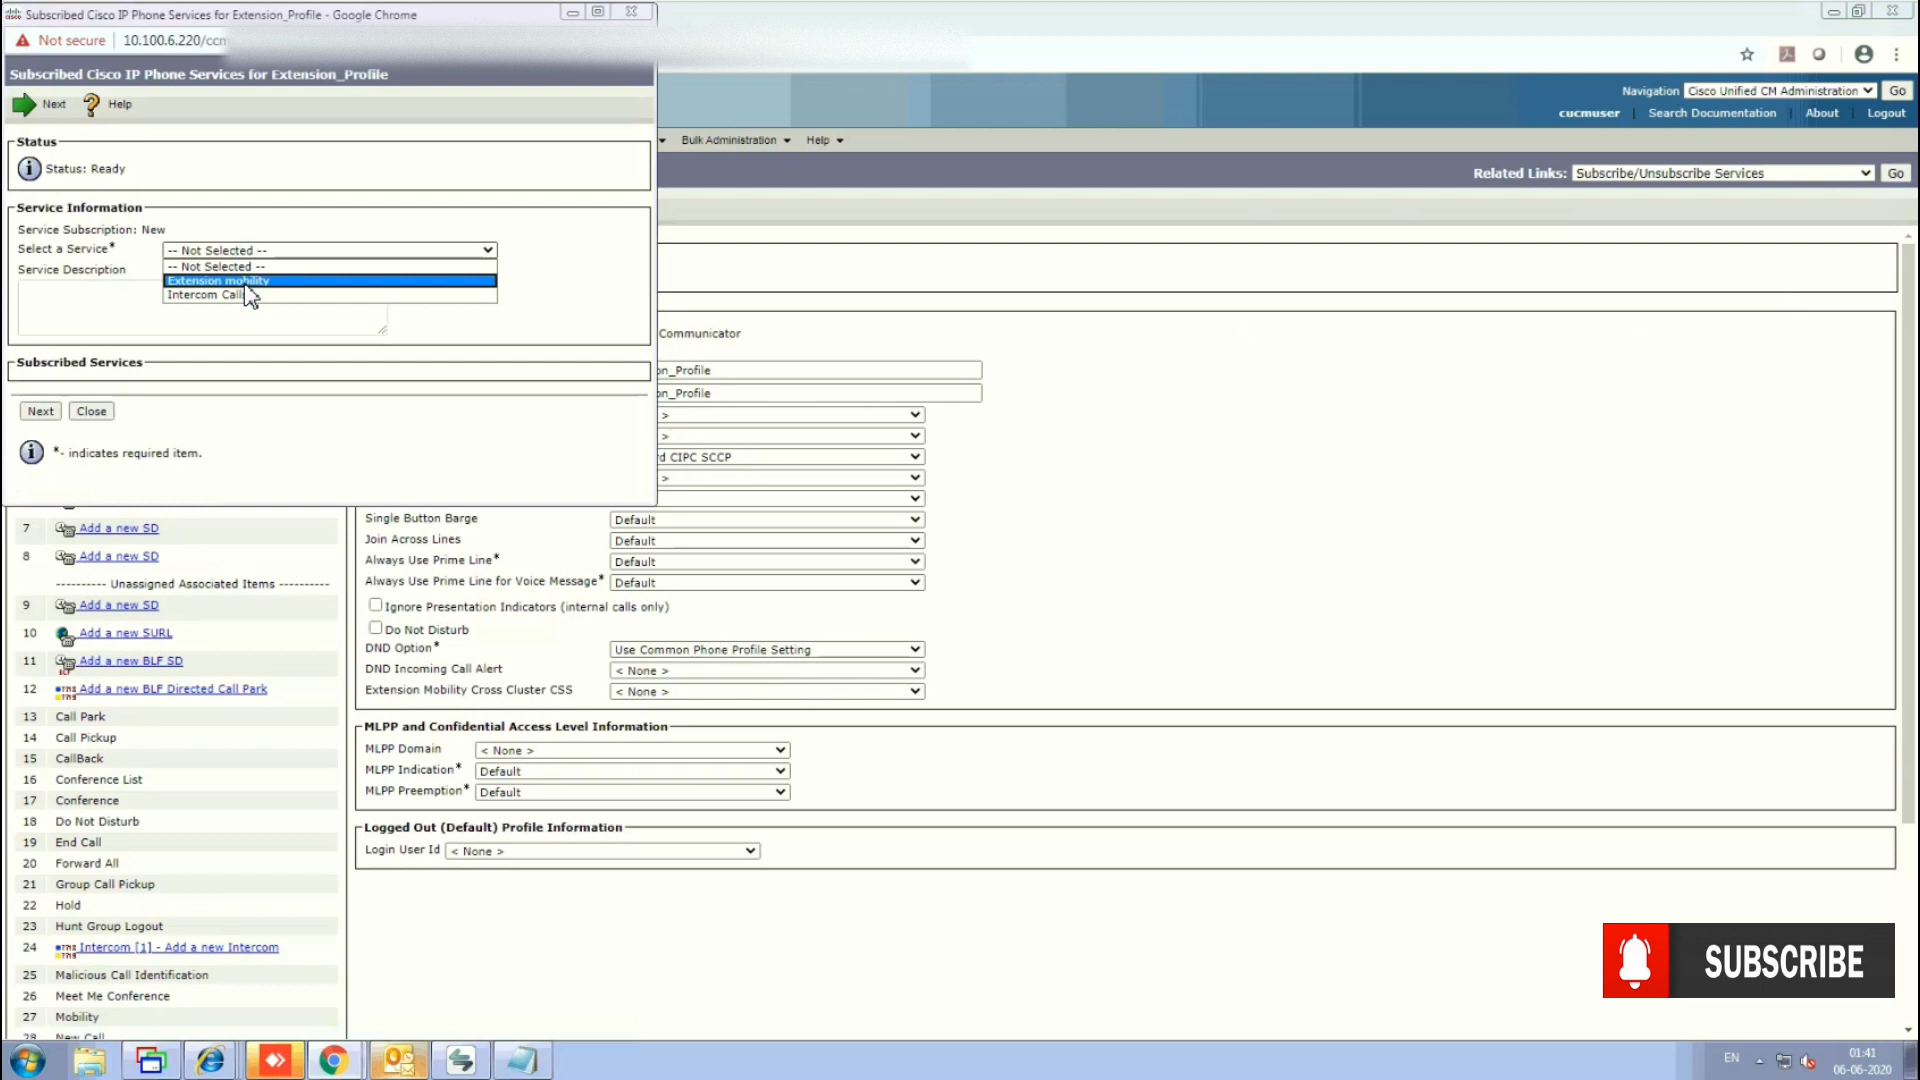 Subscribed Cisco IP Phone Services for Extension_Profile - Google Chrome
Not secure | 10.100.6.220/ccm
Subscribed Cisco IP Phone Services for Extension_Profile
Next Help
Status
Status: Ready
Service Information
Service Subscription: New
Select a Service* -- Not Selected --
-- Not Selected --
Extension mobility
Intercom Call
Service Description
Subscribed Services
Next Close
*- indicates required item.
Navigation Cisco Unified CM Administration Go
cucmuser | Search Documentation | About | Logout
Bulk Administration Help
Related Links: Subscribe/Unsubscribe Services Go
Communicator
on_Profile
on_Profile
>
>
rd CIPC SCCP
>
7 Add a new SD
8 Add a new SD
---------- Unassigned Associated Items ----------
9 Add a new SD
10 Add a new SURL
11 Add a new BLF SD
12 Add a new BLF Directed Call Park
13 Call Park
14 Call Pickup
15 CallBack
16 Conference List
17 Conference
18 Do Not Disturb
19 End Call
20 Forward All
21 Group Call Pickup
22 Hold
23 Hunt Group Logout
24 Intercom [1] - Add a new Intercom
25 Malicious Call Identification
26 Meet Me Conference
27 Mobility
28 New Call
Single Button Barge Default
Join Across Lines Default
Always Use Prime Line* Default
Always Use Prime Line for Voice Message* Default
Ignore Presentation Indicators (internal calls only)
Do Not Disturb
DND Option* Use Common Phone Profile Setting
DND Incoming Call Alert < None >
Extension Mobility Cross Cluster CSS < None >
MLPP and Confidential Access Level Information
MLPP Domain < None >
MLPP Indication* Default
MLPP Preemption* Default
Logged Out (Default) Profile Information
Login User Id < None >
SUBSCRIBE
EN
01:41
06-06-2020